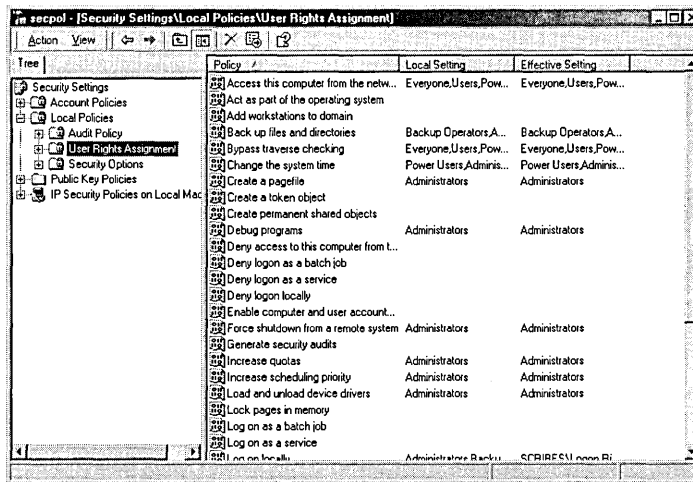 secpol - [Security Settings\Local Policies\User Rights Assignment]
Action View
Tree
Security Settings
Account Policies
Local Policies
Audit Policy
User Rights Assignment
Security Options
Public Key Policies
IP Security Policies on Local Mac
Policy Local Setting Effective Setting
Access this computer from the netw... Everyone,Users,Pow... Everyone,Users,Pow...
Act as part of the operating system
Add workstations to domain
Back up files and directories Backup Operators,A... Backup Operators,A...
Bypass traverse checking Everyone,Users,Pow... Everyone,Users,Pow...
Change the system time Power Users,Adminis... Power Users,Adminis...
Create a pagefile Administrators Administrators
Create a token object
Create permanent shared objects
Debug programs Administrators Administrators
Deny access to this computer from t...
Deny logon as a batch job
Deny logon as a service
Deny logon locally
Enable computer and user account...
Force shutdown from a remote system Administrators Administrators
Generate security audits
Increase quotas Administrators Administrators
Increase scheduling priority Administrators Administrators
Load and unload device drivers Administrators Administrators
Lock pages in memory
Log on as a batch job
Log on as a service
Log on locally Administrators Backu SCRIBES\Logon Ri